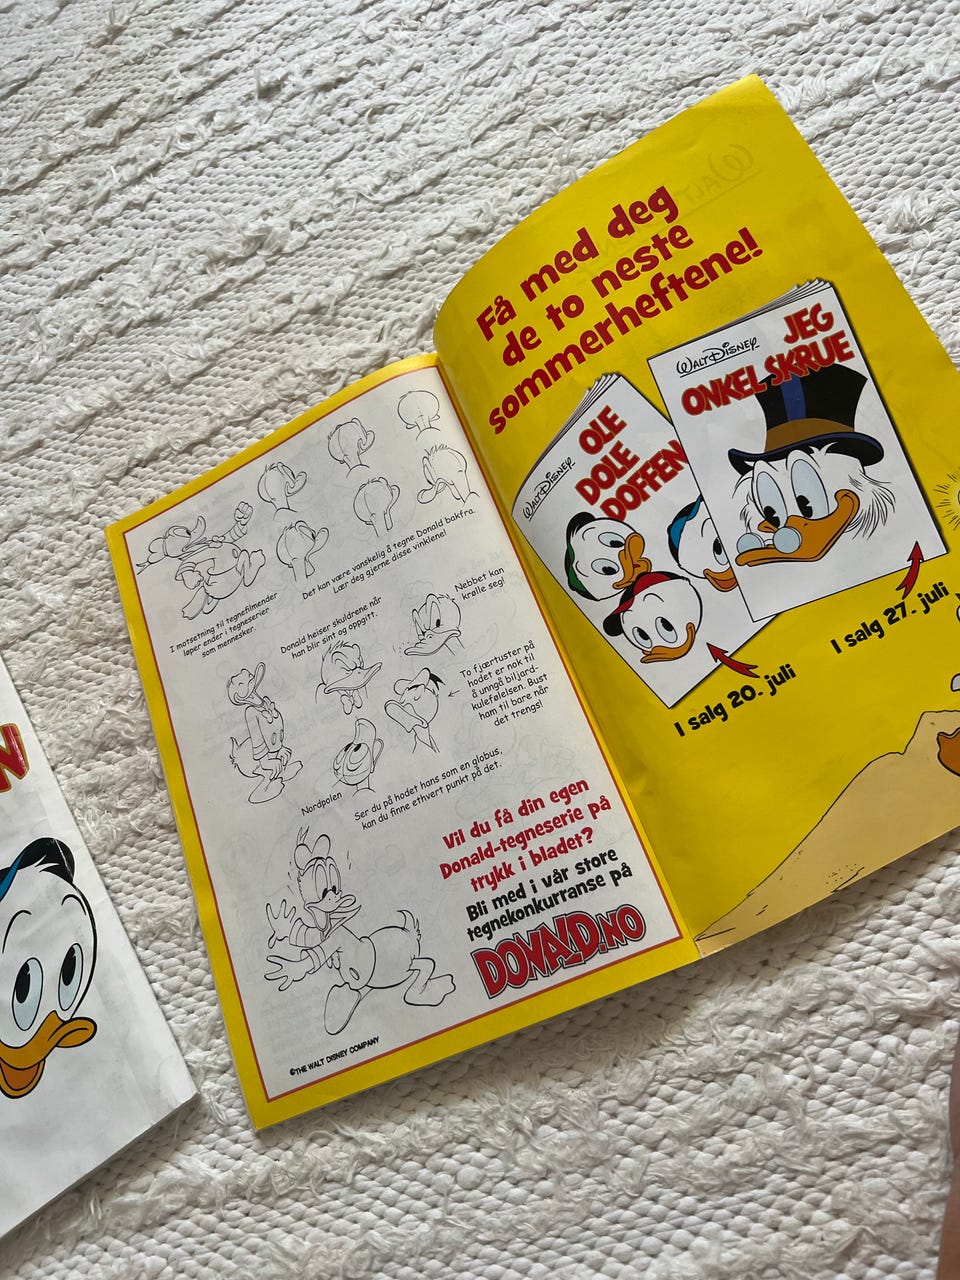 Det kan være vanskelig å tegne Donald bakfra.
Lær deg gjerne disse vinklene!
I motsetning til tegnefilmender
løper ender i tegneserier
som mennesker.
Donald heiser skuldrene når
han blir sint og oppgitt.
Nebbet kan
krølle seg!
To fjærtuster på
hodet er nok til
å unngå biljard-
kulefølelsen. Bust
ham til bare når
det trengs!
Nordpolen
Ser du på hodet hans som en globus,
kan du finne ethvert punkt på det.
Vil du få din egen
Donald-tegneserie på
trykk i bladet?
Bli med i vår store
tegnekonkurranse på
DONALD.NO
©THE WALT DISNEY COMPANY
Få med deg
de to neste
sommerheftene!
WALT DISNEY
OLE
DOLE
DOFFEN
WALT DISNEY
JEG
ONKEL SKRUE
I salg 20. juli
I salg 27. juli
N